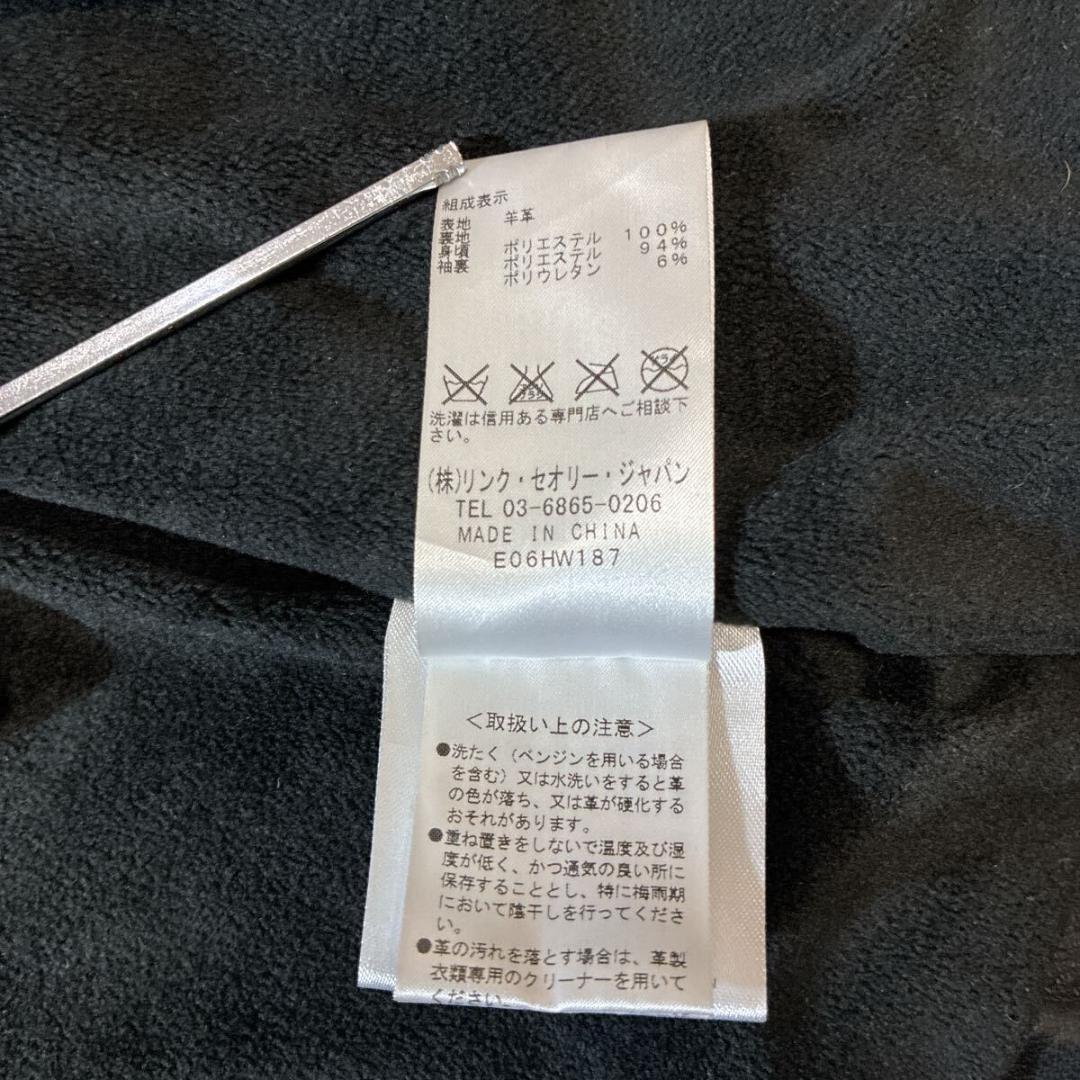 組成表示
表地 羊革
裏地
身頃 ポリエステル 100%
袖裏 ポリエステル 94%
ポリウレタン 6%
洗濯は信用ある専門店へご相談下
さい。
(株)リンク・セオリー・ジャパン
TEL 03-6865-0206
MADE IN CHINA
E06HW187
<取扱い上の注意>
●洗たく(ベンジンを用いる場合
を含む)又は水洗いをすると革
の色が落ち、又は革が硬化する
おそれがあります。
●重ね置きをしないで温度及び湿
度が低く、かつ通気の良い所に
保存することとし、特に梅雨期
において陰干しを行ってくださ
い。
●革の汚れを落とす場合は、革製
衣類専用のクリーナーを用いて
ください。